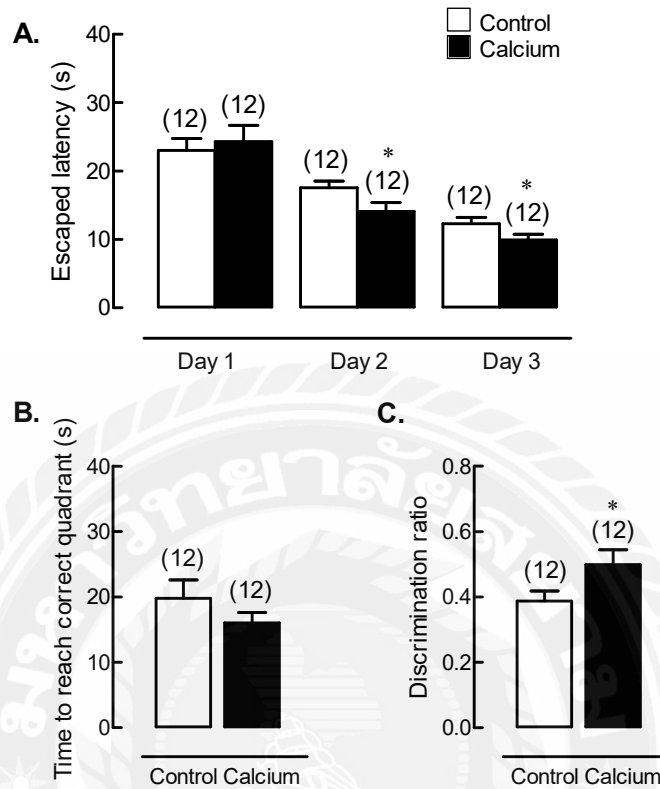 A.
Control
Calcium
Escaped latency (s)
40
30
20
10
0
(12)
(12)
(12)
*
(12)
(12)
*
(12)
Day 1
Day 2
Day 3
B.
Time to reach correct quadrant (s)
40
30
20
10
0
(12)
(12)
Control Calcium
C.
Discrimination ratio
0.8
0.6
0.4
0.2
0.0
(12)
*
(12)
Control Calcium